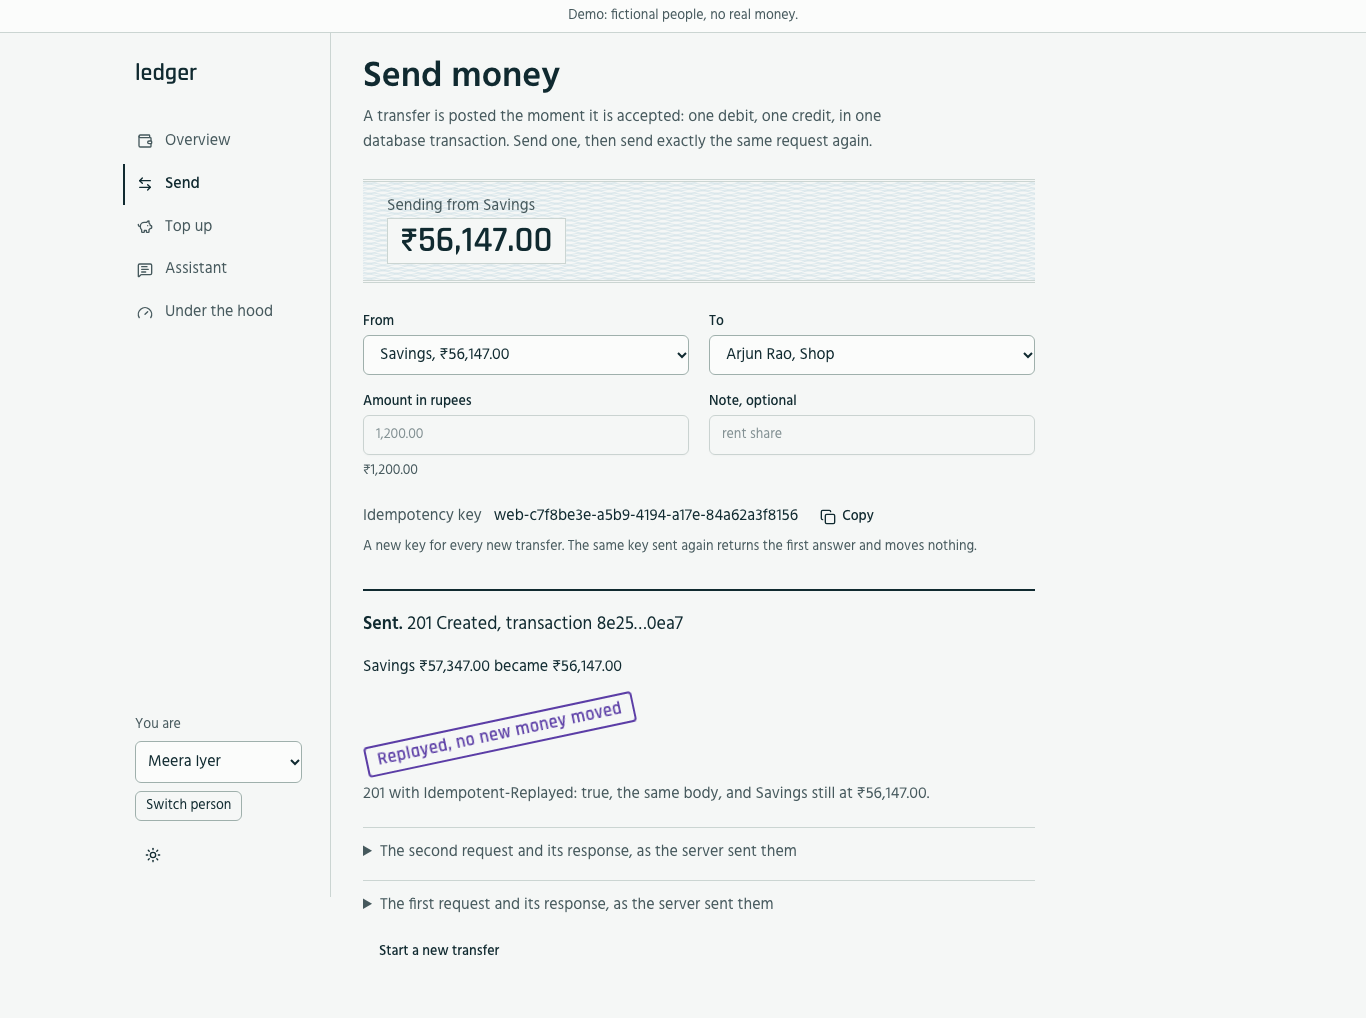 Demo: fictional people, no real money.
ledger
Overview
Send
Top up
Assistant
Under the hood
You are
Meera Iyer
Switch person
Send money
A transfer is posted the moment it is accepted: one debit, one credit, in one
database transaction. Send one, then send exactly the same request again.
Sending from Savings
₹56,147.00
From
To
Savings, ₹56,147.00
Arjun Rao, Shop
Amount in rupees
Note, optional
1,200.00
rent share
₹1,200.00
Idempotency key web-c7f8be3e-a5b9-4194-a17e-84a62a3f8156 Copy
A new key for every new transfer. The same key sent again returns the first answer and moves nothing.
Sent. 201 Created, transaction 8e25…0ea7
Savings ₹57,347.00 became ₹56,147.00
Replayed, no new money moved
201 with Idempotent-Replayed: true, the same body, and Savings still at ₹56,147.00.
The second request and its response, as the server sent them
The first request and its response, as the server sent them
Start a new transfer